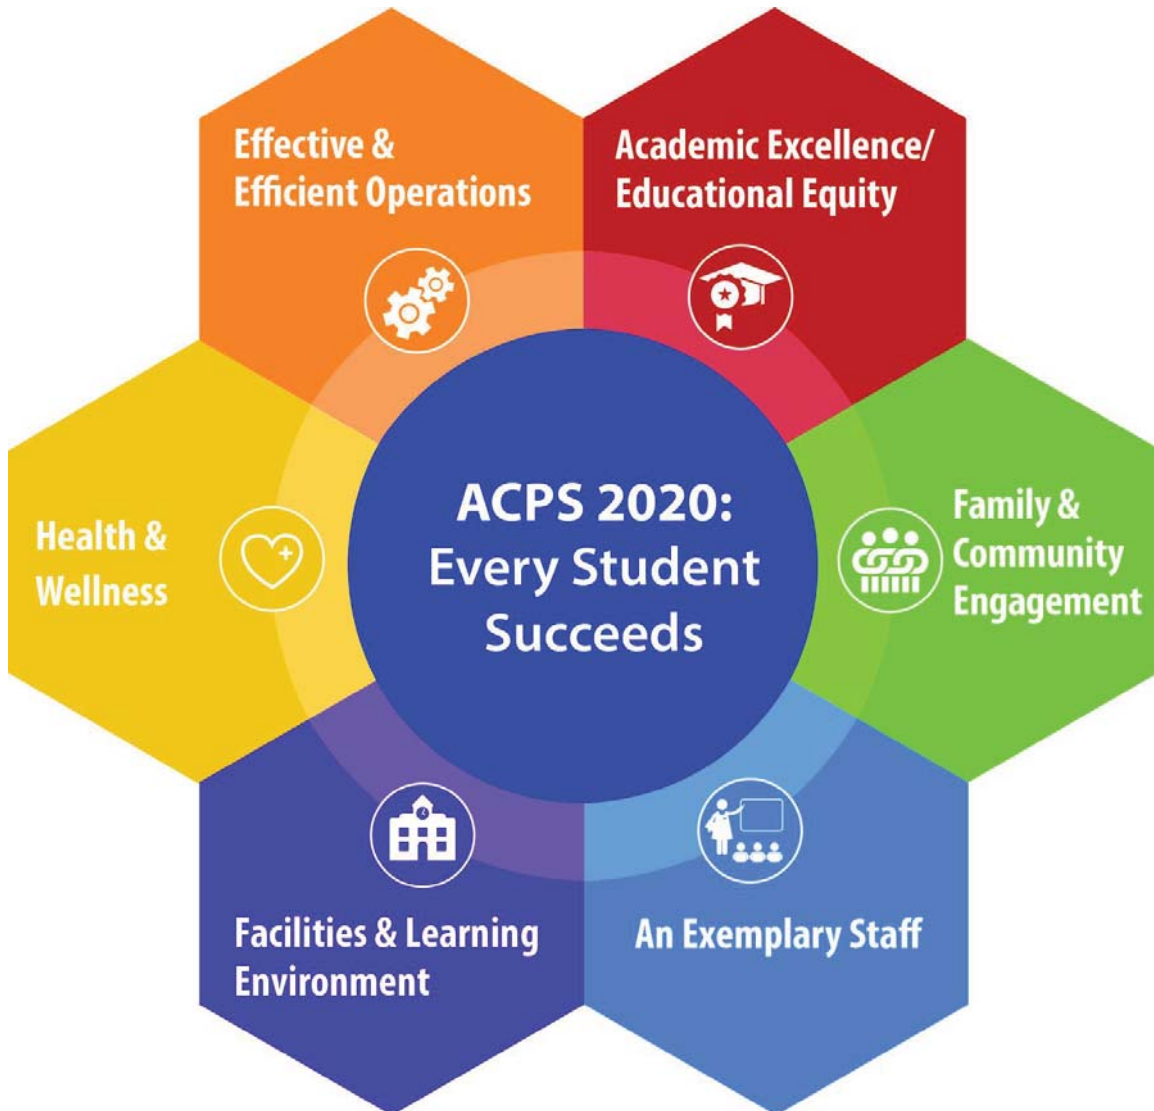 Effective &
Efficient Operations
Academic Excellence/
Educational Equity
Health &
Wellness
ACPS 2020:
Every Student
Succeeds
Family &
Community
Engagement
Facilities & Learning
Environment
An Exemplary Staff